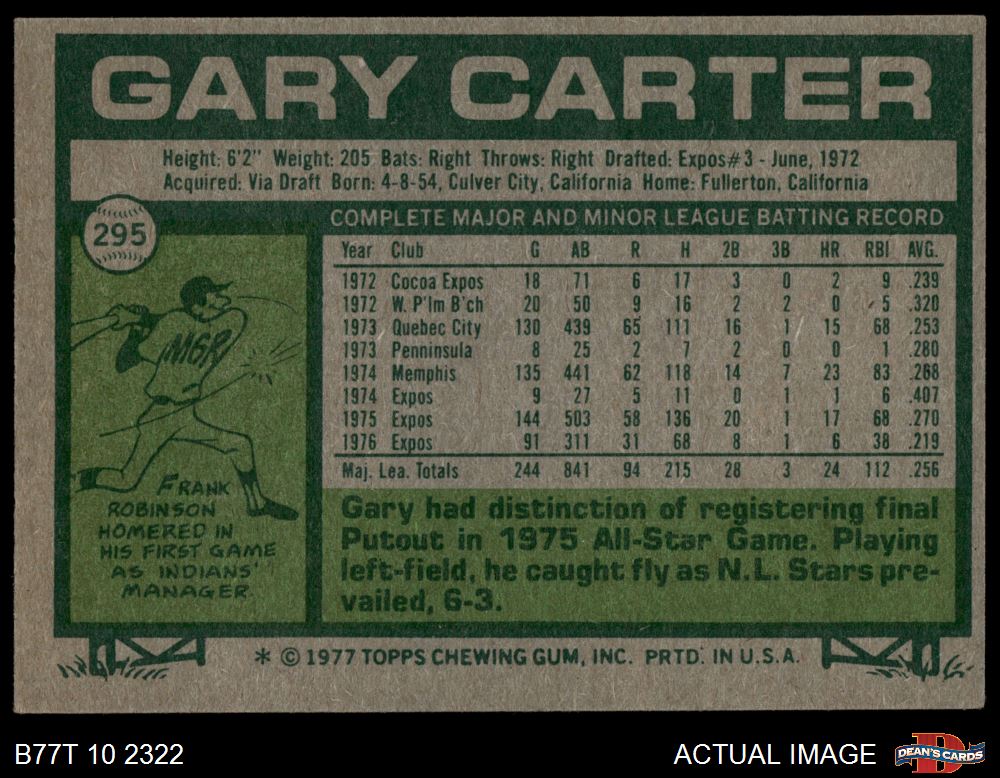 GARY CARTER
Height: 6'2" Weight: 205 Bats: Right Throws: Right Drafted: Expos#3 - June, 1972
Acquired: Via Draft Born: 4-8-54, Culver City, California Home: Fullerton, California
295
COMPLETE MAJOR AND MINOR LEAGUE BATTING RECORD
Year Club G AB R H 2B 3B HR RBI AVG.
1972 Cocoa Expos 18 71 6 17 3 0 2 9 .239
1972 W. P'lm B'ch 20 50 9 16 2 2 0 5 .320
1973 Quebec City 130 439 65 111 16 1 15 68 .253
1973 Penninsula 8 25 2 7 2 0 0 1 .280
1974 Memphis 135 441 62 118 14 7 23 83 .268
1974 Expos 9 27 5 11 0 1 1 6 .407
1975 Expos 144 503 58 136 20 1 17 68 .270
1976 Expos 91 311 31 68 8 1 6 38 .219
Maj. Lea. Totals 244 841 94 215 28 3 24 112 .256
MGR
FRANK
ROBINSON
HOMERED IN
HIS FIRST GAME
AS INDIANS'
MANAGER.
Gary had distinction of registering final
Putout in 1975 All-Star Game. Playing
left-field, he caught fly as N.L. Stars pre-
vailed, 6-3.
* © 1977 TOPPS CHEWING GUM, INC. PRTD. IN U.S.A.
B77T 10 2322
ACTUAL IMAGE
DEAN'S CARDS